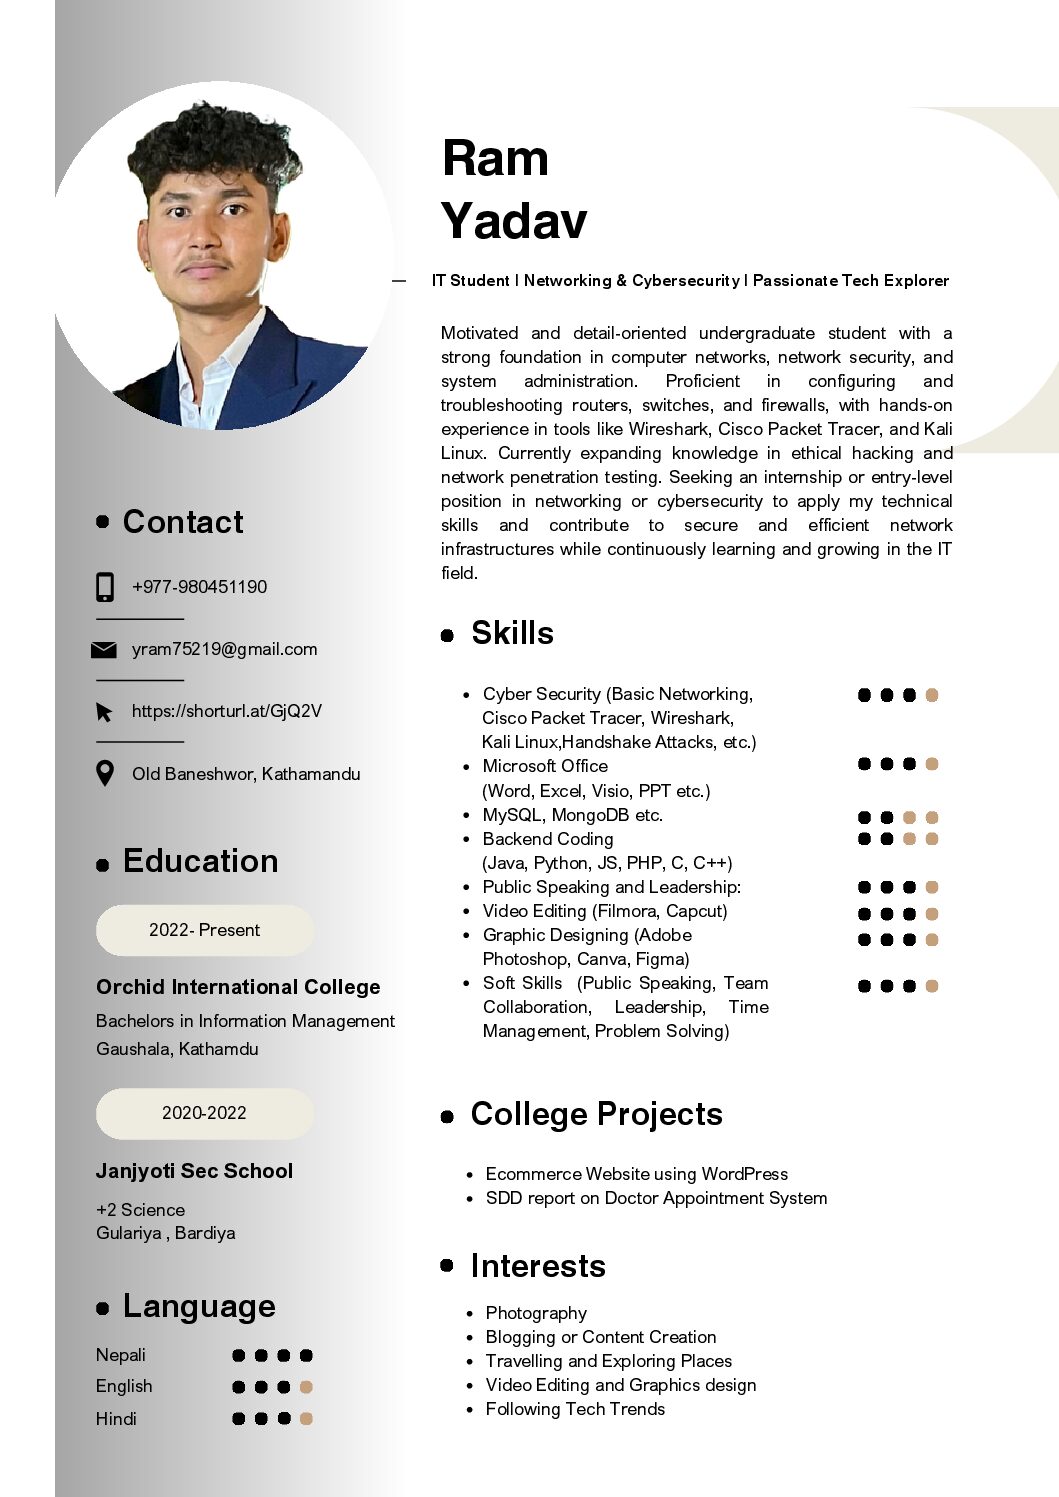 Ram
Yadav
IT Student | Networking & Cybersecurity | Passionate Tech Explorer
Motivated and detail-oriented undergraduate student with a
strong foundation in computer networks, network security, and
system administration. Proficient in configuring and
troubleshooting routers, switches, and firewalls, with hands-on
experience in tools like Wireshark, Cisco Packet Tracer, and Kali
Linux. Currently expanding knowledge in ethical hacking and
network penetration testing. Seeking an internship or entry-level
position in networking or cybersecurity to apply my technical
skills and contribute to secure and efficient network
infrastructures while continuously learning and growing in the IT
field.
Contact
+977-980451190
yram75219@gmail.com
https://shorturl.at/GjQ2V
Old Baneshwor, Kathamandu
Education
2022- Present
Orchid International College
Bachelors in Information Management
Gaushala, Kathamdu
2020-2022
Janjyoti Sec School
+2 Science
Gulariya , Bardiya
Language
Nepali
English
Hindi
Skills
Cyber Security (Basic Networking,
Cisco Packet Tracer, Wireshark,
Kali Linux,Handshake Attacks, etc.)
Microsoft Office
(Word, Excel, Visio, PPT etc.)
MySQL, MongoDB etc.
Backend Coding
(Java, Python, JS, PHP, C, C++)
Public Speaking and Leadership:
Video Editing (Filmora, Capcut)
Graphic Designing (Adobe
Photoshop, Canva, Figma)
Soft Skills (Public Speaking, Team
Collaboration, Leadership, Time
Management, Problem Solving)
College Projects
Ecommerce Website using WordPress
SDD report on Doctor Appointment System
Interests
Photography
Blogging or Content Creation
Travelling and Exploring Places
Video Editing and Graphics design
Following Tech Trends